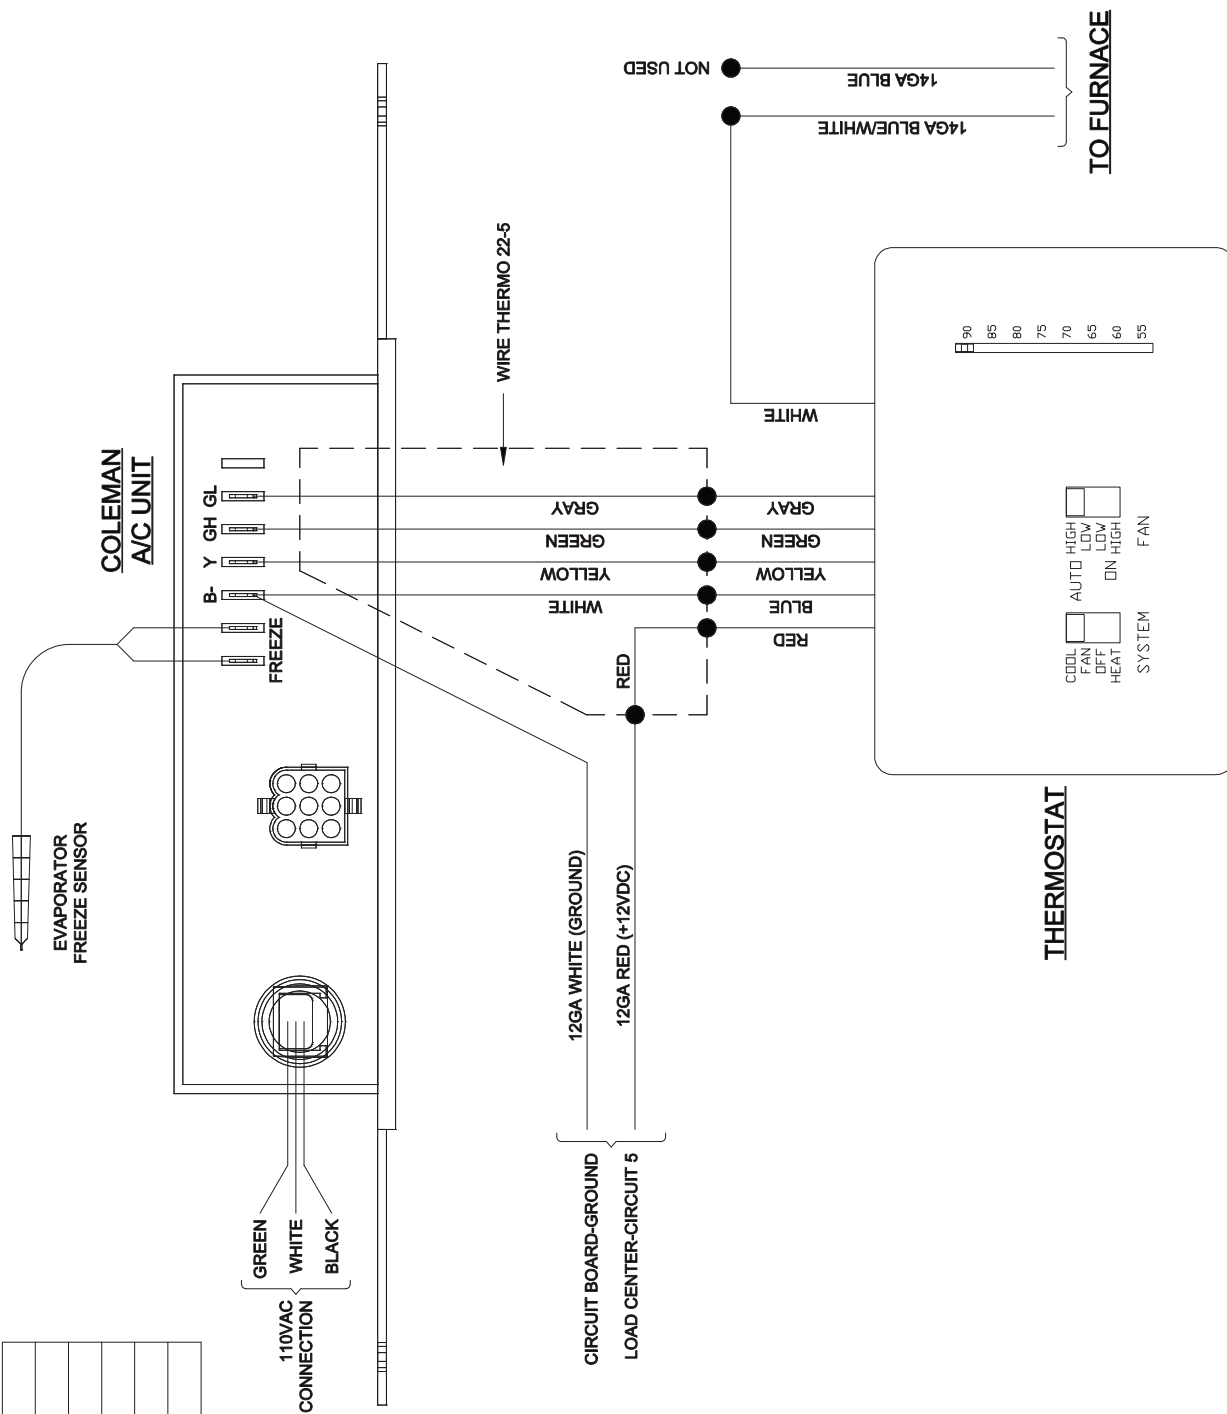 COLEMAN
A/C UNIT
EVAPORATOR
FREEZE SENSOR
FREEZE
B-
Y
GH
GL
110VAC
CONNECTION
GREEN
WHITE
BLACK
WIRE THERMO 22-5
GRAY
GREEN
YELLOW
WHITE
GRAY
GREEN
YELLOW
BLUE
RED
RED
12GA WHITE (GROUND)
12GA RED (+12VDC)
CIRCUIT BOARD-GROUND
LOAD CENTER-CIRCUIT 5
WHITE
NOT USED
14GA BLUE
14GA BLUE/WHITE
TO FURNACE
THERMOSTAT
COOL
FAN
OFF
HEAT
SYSTEM
AUTO HIGH
LOW
LOW
ON HIGH
FAN
90
85
80
75
70
65
60
55